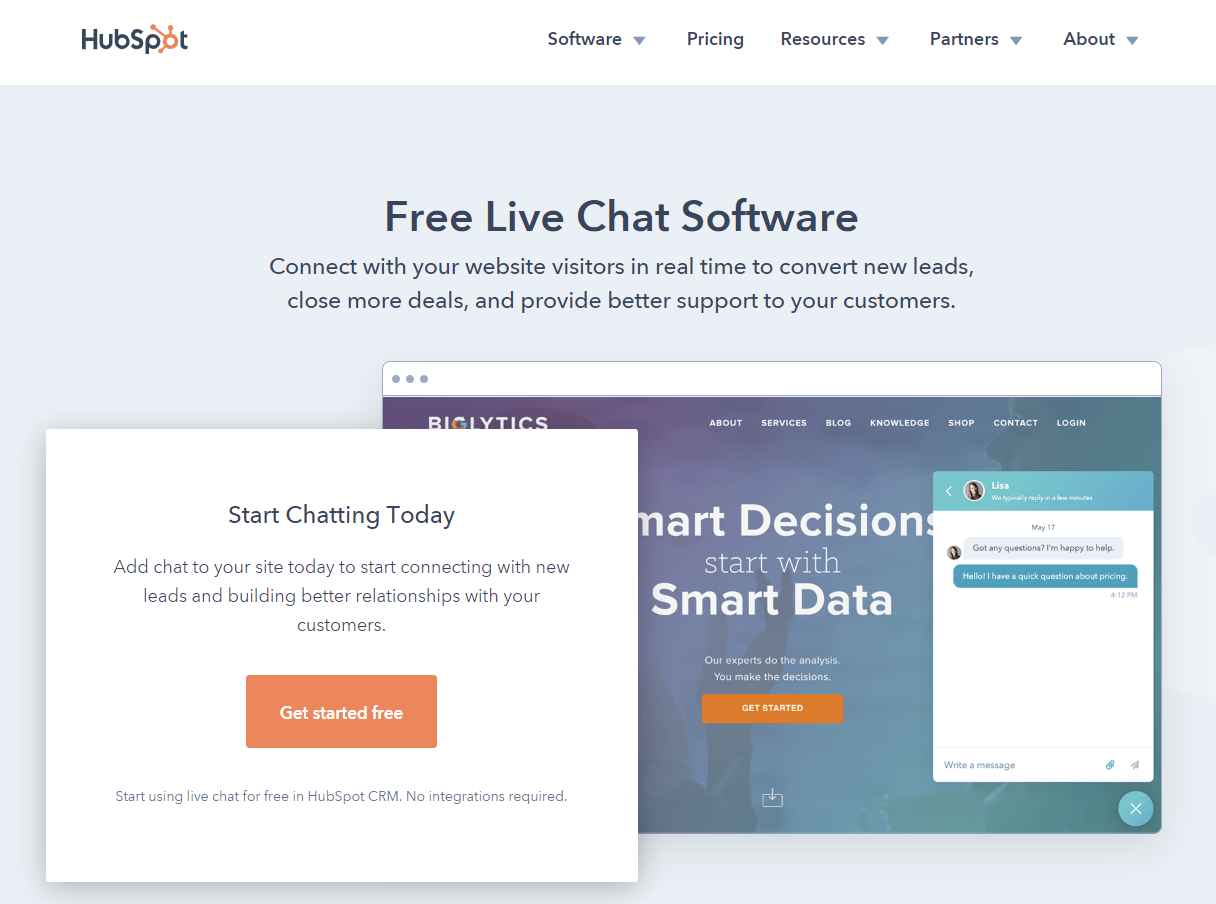 HubSpot
Software
Pricing
Resources
Partners
About
Free Live Chat Software
Connect with your website visitors in real time to convert new leads,
close more deals, and provide better support to your customers.
BIGLYTICS
ABOUT
SERVICES
BLOG
KNOWLEDGE
SHOP
CONTACT
LOGIN
Start Chatting Today
Add chat to your site today to start connecting with new
leads and building better relationships with your
customers.
Get started free
Start using live chat for free in HubSpot CRM. No integrations required.
mart Decisions
start with
Smart Data
Our experts do the analysis.
You make the decisions.
GET STARTED
Lisa
We typically reply in a few minutes
May 17
Got any questions? I'm happy to help.
Hello! I have a quick question about pricing.
4:12 PM
Write a message